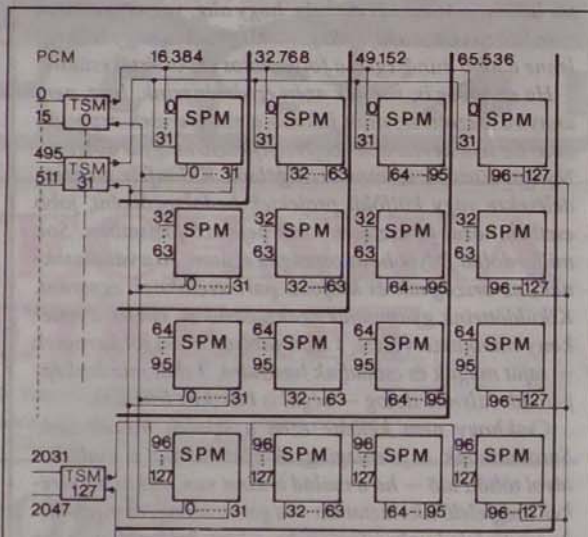 PCM 16.384 32.768 49.152 65.536
0 TSM 0 0 0 0
15 0 SPM SPM SPM SPM
31 31 31 31
495 TSM 0 31 32 63 64 95 96 127
511 31
32 SPM 32 SPM 32 SPM 32 SPM
63 63 63 63
0 31 32 63 64 95 96 127
64 SPM 64 SPM 64 SPM 64 SPM
95 95 95 95
0 31 32 63 64 95 96 127
96 SPM 96 SPM 96 SPM 96 SPM
2031 TSM 127 127 127 127
2047 127 0 31 32 63 64 95 96 127